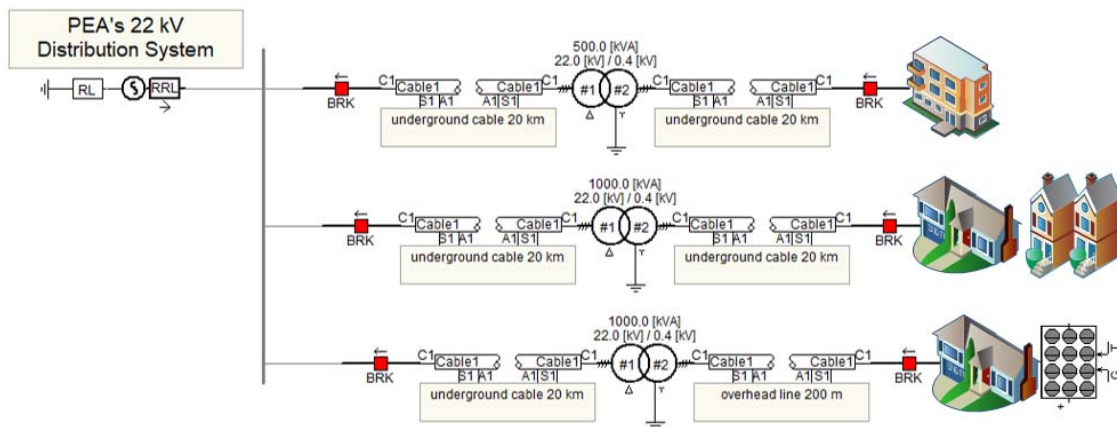 PEA's 22 kV
Distribution System
RL
S
RRL
500.0 [kVA]
22.0 [kV] / 0.4 [kV]
BRK
C1
Cable1
S1 A1
Cable1
C1
A1 S1
#1
#2
Δ
Y
C1
Cable1
S1 A1
Cable1
C1
A1 S1
BRK
underground cable 20 km
underground cable 20 km
1000.0 [kVA]
22.0 [kV] / 0.4 [kV]
BRK
C1
Cable1
S1 A1
Cable1
C1
A1 S1
#1
#2
Δ
Y
C1
Cable1
S1 A1
Cable1
C1
A1 S1
BRK
underground cable 20 km
underground cable 20 km
1000.0 [kVA]
22.0 [kV] / 0.4 [kV]
BRK
C1
Cable1
S1 A1
Cable1
C1
A1 S1
#1
#2
Δ
Y
C1
Cable1
S1 A1
Cable1
C1
A1 S1
BRK
T
G
+
underground cable 20 km
overhead line 200 m